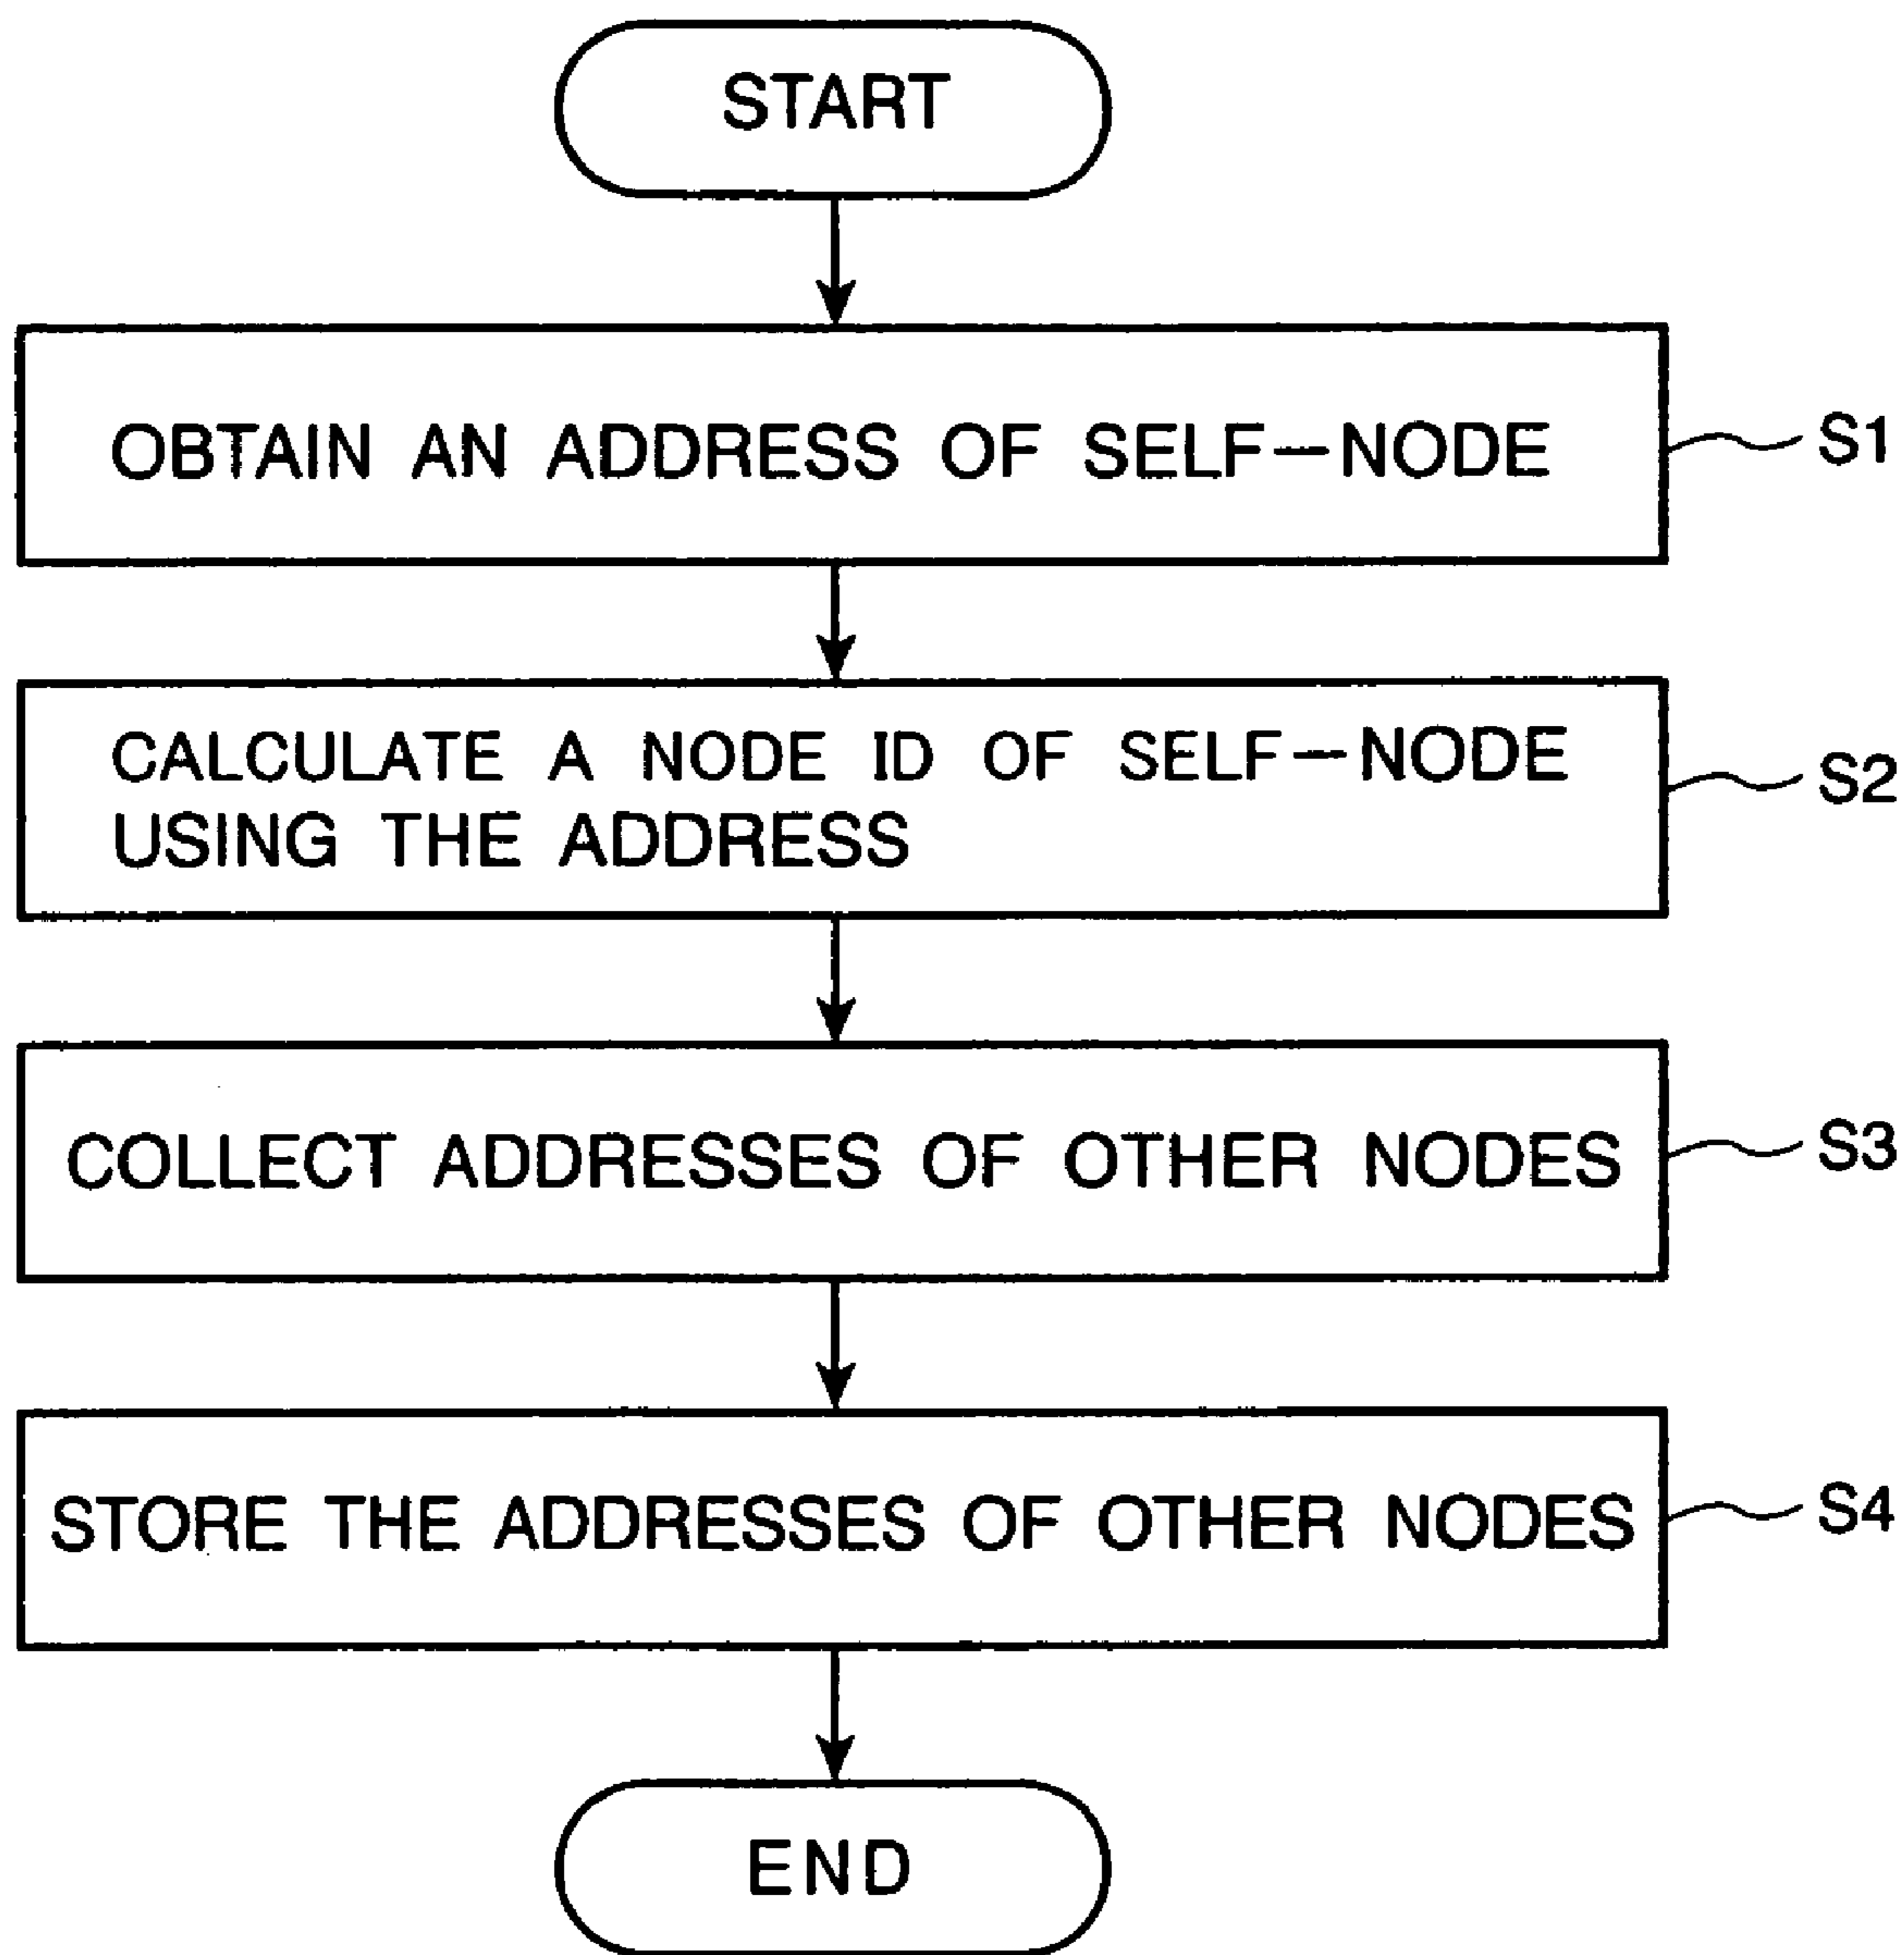 START
OBTAIN AN ADDRESS OF SELF-NODE
S1
CALCULATE A NODE ID OF SELF-NODE
USING THE ADDRESS
S2
COLLECT ADDRESSES OF OTHER NODES
S3
STORE THE ADDRESSES OF OTHER NODES
S4
END